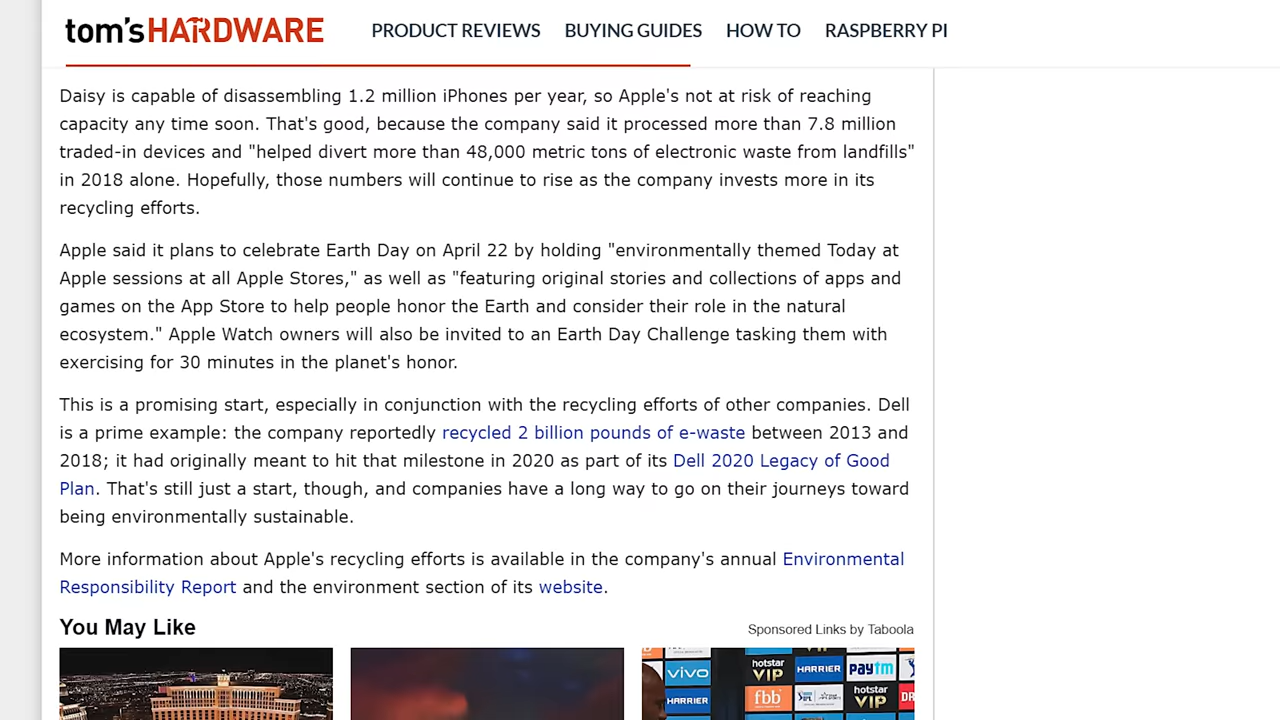 tom's HARDWARE PRODUCT REVIEWS BUYING GUIDES HOW TO RASPBERRY PI
Daisy is capable of disassembling 1.2 million iPhones per year, so Apple's not at risk of reaching
capacity any time soon. That's good, because the company said it processed more than 7.8 million
traded-in devices and "helped divert more than 48,000 metric tons of electronic waste from landfills"
in 2018 alone. Hopefully, those numbers will continue to rise as the company invests more in its
recycling efforts.
Apple said it plans to celebrate Earth Day on April 22 by holding "environmentally themed Today at
Apple sessions at all Apple Stores," as well as "featuring original stories and collections of apps and
games on the App Store to help people honor the Earth and consider their role in the natural
ecosystem." Apple Watch owners will also be invited to an Earth Day Challenge tasking them with
exercising for 30 minutes in the planet's honor.
This is a promising start, especially in conjunction with the recycling efforts of other companies. Dell
is a prime example: the company reportedly recycled 2 billion pounds of e-waste between 2013 and
2018; it had originally meant to hit that milestone in 2020 as part of its Dell 2020 Legacy of Good
Plan. That's still just a start, though, and companies have a long way to go on their journeys toward
being environmentally sustainable.
More information about Apple's recycling efforts is available in the company's annual Environmental
Responsibility Report and the environment section of its website.
You May Like Sponsored Links by Taboola
VIP
vivo hotstar VIP HARRIER paytm
HARRIER fbb hotstar VIP